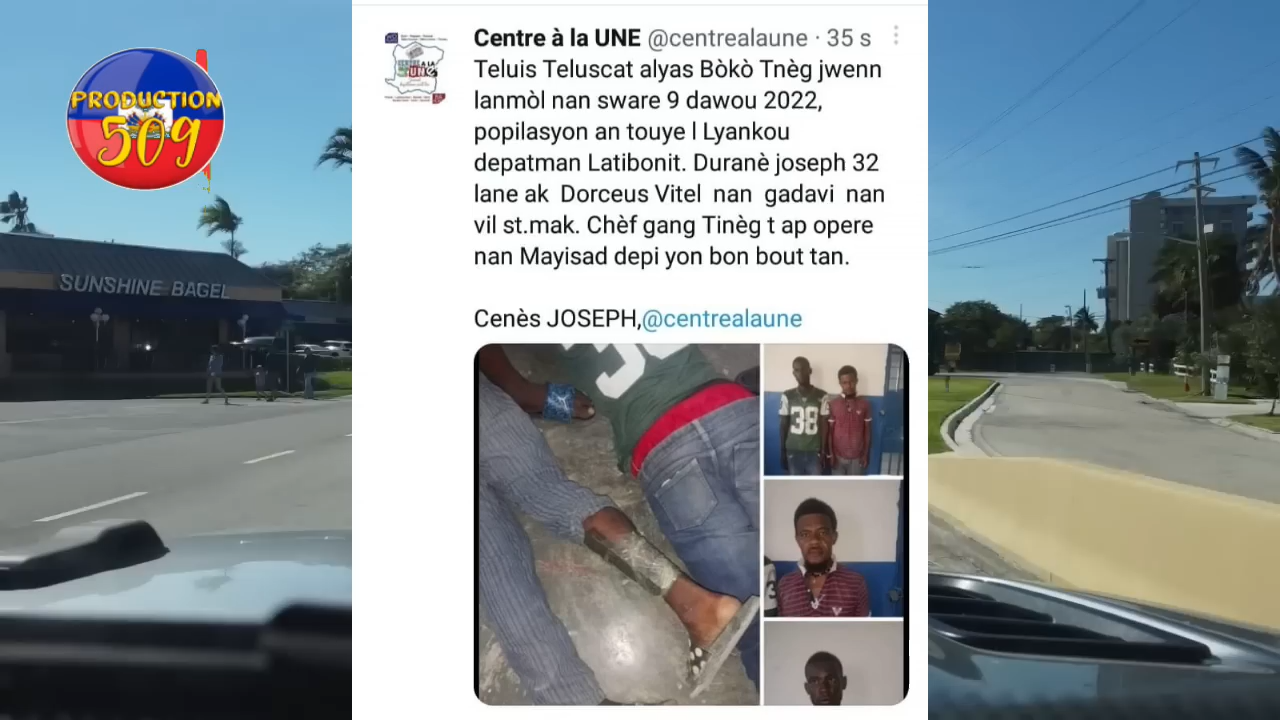 PRODUCTION
509
SUNSHINE BAGEL
Centre à la UNE @centrealaune · 35 s
Teluis Teluscat alyas Bòkò Tnèg jwenn
lanmòl nan sware 9 dawou 2022,
popilasyon an touye l Lyankou
depatman Latibonit. Duranè joseph 32
lane ak Dorceus Vitel nan gadavi nan
vil st.mak. Chèf gang Tinèg t ap opere
nan Mayisad depi yon bon bout tan.
Cenès JOSEPH,@centrealaune
38